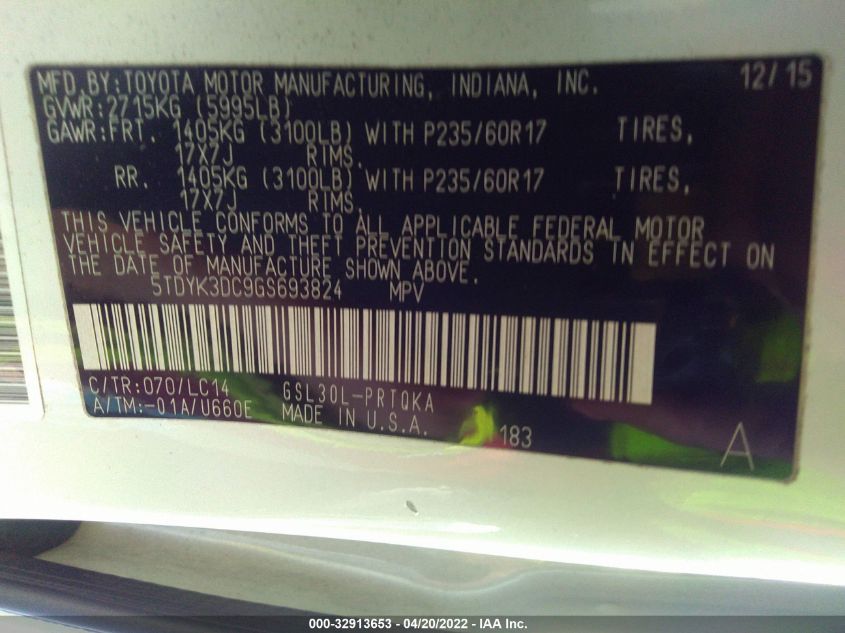 MFD.BY:TOYOTA MOTOR MANUFACTURING, INDIANA, INC. 12/15
GVWR:2715KG (5995LB)
GAWR:FRT. 1405KG (3100LB) WITH P235/60R17 TIRES,
17X7J RIMS.
RR. 1405KG (3100LB) WITH P235/60R17 TIRES,
17X7J RIMS.
THIS VEHICLE CONFORMS TO ALL APPLICABLE FEDERAL MOTOR
VEHICLE SAFETY AND THEFT PREVENTION STANDARDS IN EFFECT ON
THE DATE OF MANUFACTURE SHOWN ABOVE.
5TDYK3DC9GS693824 MPV
C/TR:070/LC14 GSL30L-PRTQKA
A/TM:-01A/U660E MADE IN U.S.A. 183 A
000-32913653 - 04/20/2022 - IAA Inc.